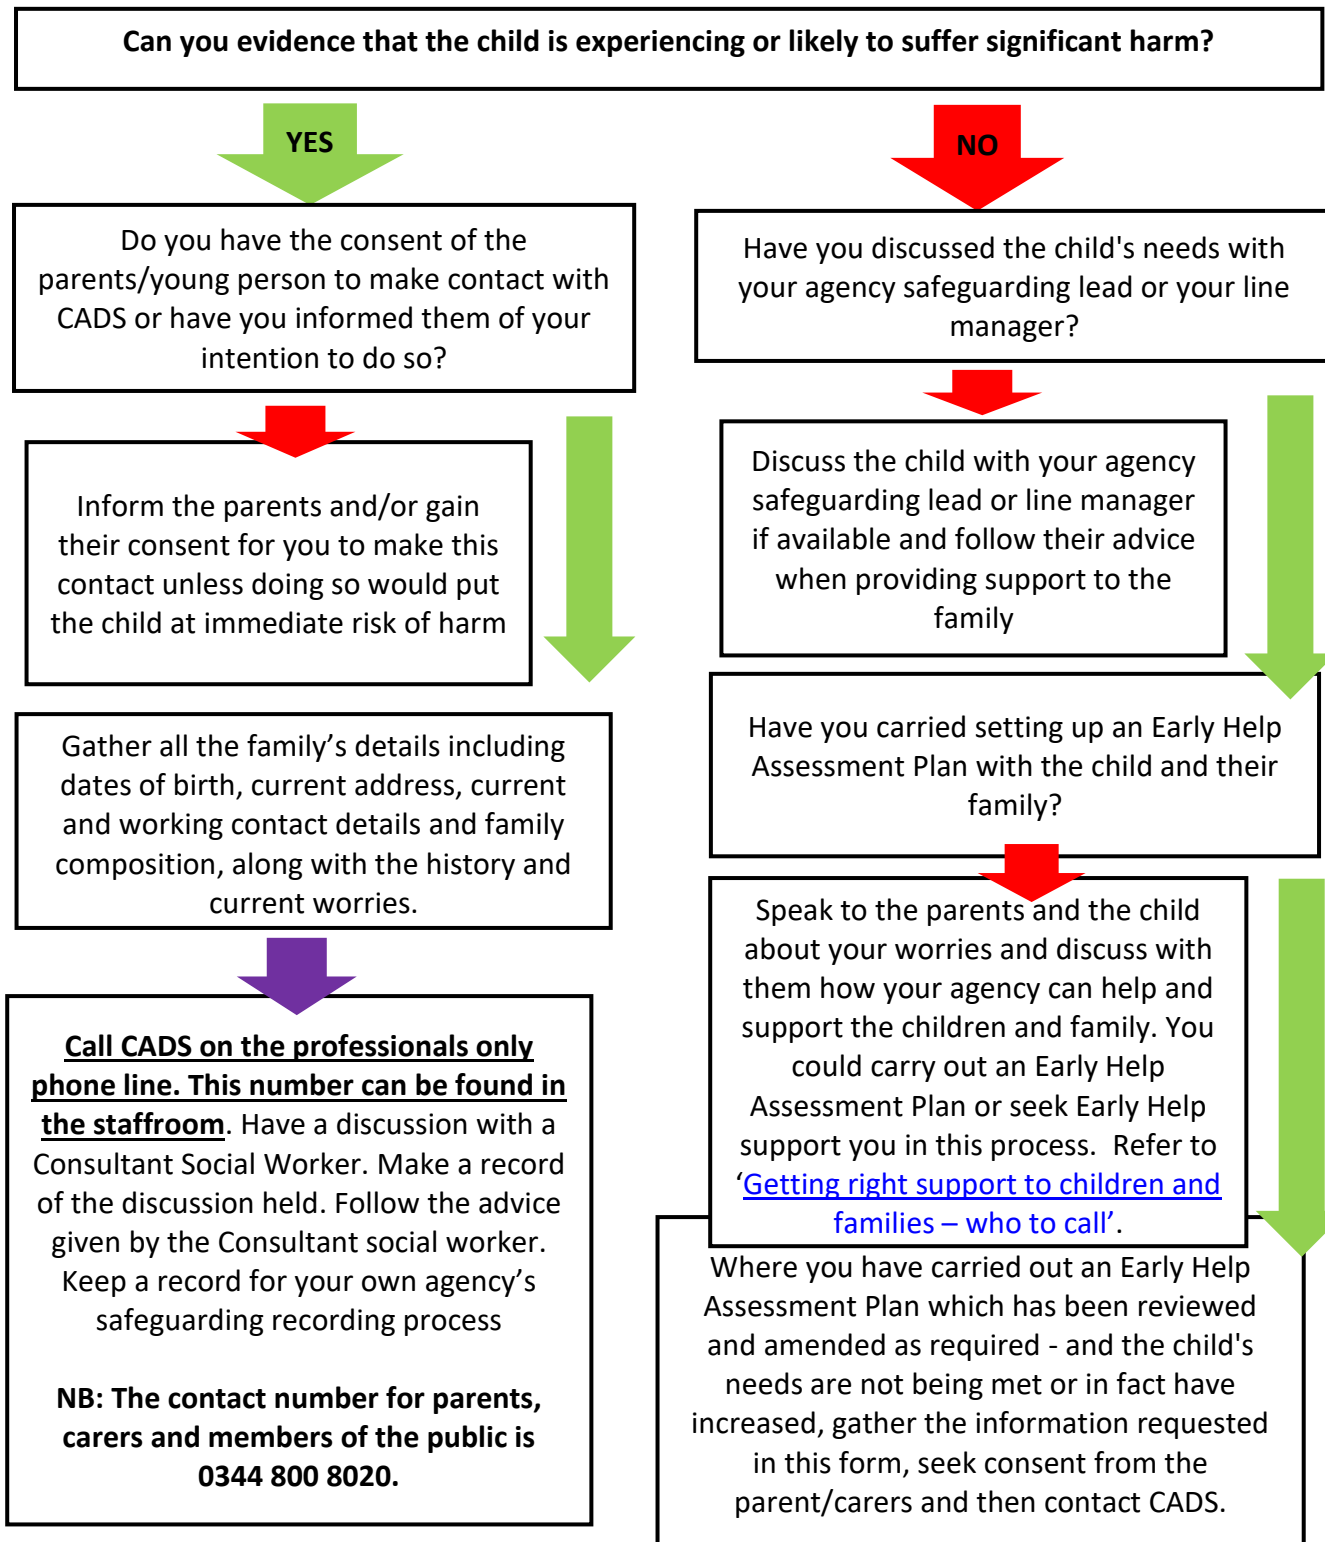 Can you evidence that the child is experiencing or likely to suffer significant harm?
YES
Do you have the consent of the
parents/young person to make contact with
CADS or have you informed them of your
intention to do so?
Inform the parents and/or gain
their consent for you to make this
contact unless doing so would put
the child at immediate risk of harm
Gather all the family’s details including
dates of birth, current address, current
and working contact details and family
composition, along with the history and
current worries.
Call CADS on the professionals only
phone line. This number can be found in
the staffroom. Have a discussion with a
Consultant Social Worker. Make a record
of the discussion held. Follow the advice
given by the Consultant social worker.
Keep a record for your own agency’s
safeguarding recording process
NB: The contact number for parents,
carers and members of the public is
0344 800 8020.
NO
Have you discussed the child's needs with
your agency safeguarding lead or your line
manager?
Discuss the child with your agency
safeguarding lead or line manager
if available and follow their advice
when providing support to the
family
Have you carried setting up an Early Help
Assessment Plan with the child and their
family?
Speak to the parents and the child
about your worries and discuss with
them how your agency can help and
support the children and family. You
could carry out an Early Help
Assessment Plan or seek Early Help
support you in this process.  Refer to
‘Getting right support to children and
families – who to call’.
Where you have carried out an Early Help
Assessment Plan which has been reviewed
and amended as required - and the child's
needs are not being met or in fact have
increased, gather the information requested
in this form, seek consent from the
parent/carers and then contact CADS.